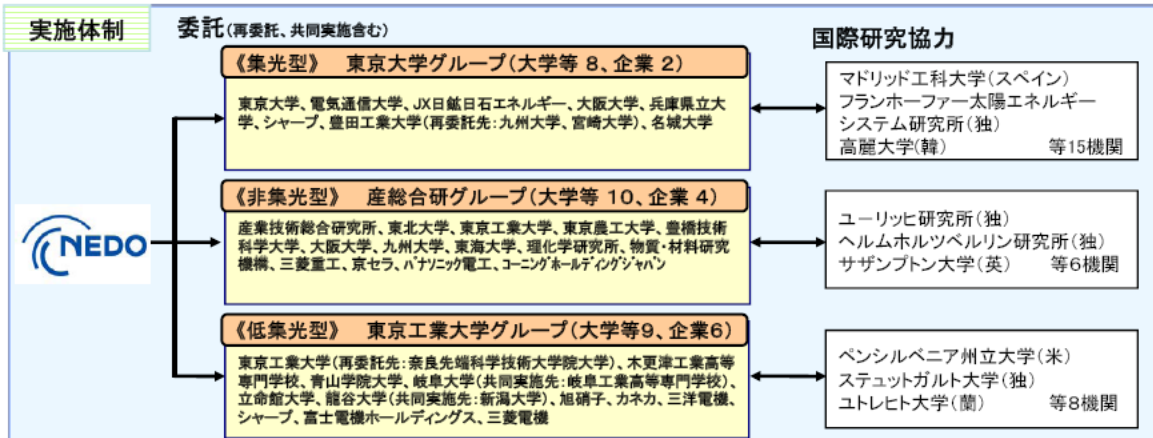 実施体制
委託(再委託、共同実施含む)
国際研究協力
NEDO
《集光型》 東京大学グループ(大学等 8、企業 2)
東京大学、電気通信大学、JX日鉱日石エネルギー、大阪大学、兵庫県立大
学、シャープ、豊田工業大学(再委託先:九州大学、宮崎大学)、名城大学
マドリッド工科大学(スペイン)
フランホーファー太陽エネルギー
システム研究所(独)
高麗大学(韓) 等15機関
《非集光型》 産総合研グループ(大学等 10、企業 4)
産業技術総合研究所、東北大学、東京工業大学、東京農工大学、豊橋技術
科学大学、大阪大学、九州大学、東海大学、理化学研究所、物質・材料研究
機構、三菱重工、京セラ、パナソニック電工、コーニングホールディングジャパン
ユーリッヒ研究所(独)
ヘルムホルツベルリン研究所(独)
サザンプトン大学(英) 等6機関
《低集光型》 東京工業大学グループ(大学等9、企業6)
東京工業大学(再委託先:奈良先端科学技術大学院大学)、木更津工業高等
専門学校、青山学院大学、岐阜大学(共同実施先:岐阜工業高等専門学校)、
立命館大学、龍谷大学(共同実施先:新潟大学)、旭硝子、カネカ、三洋電機、
シャープ、富士電機ホールディングス、三菱電機
ペンシルベニア州立大学(米)
ステュットガルト大学(独)
ユトレヒト大学(蘭) 等8機関